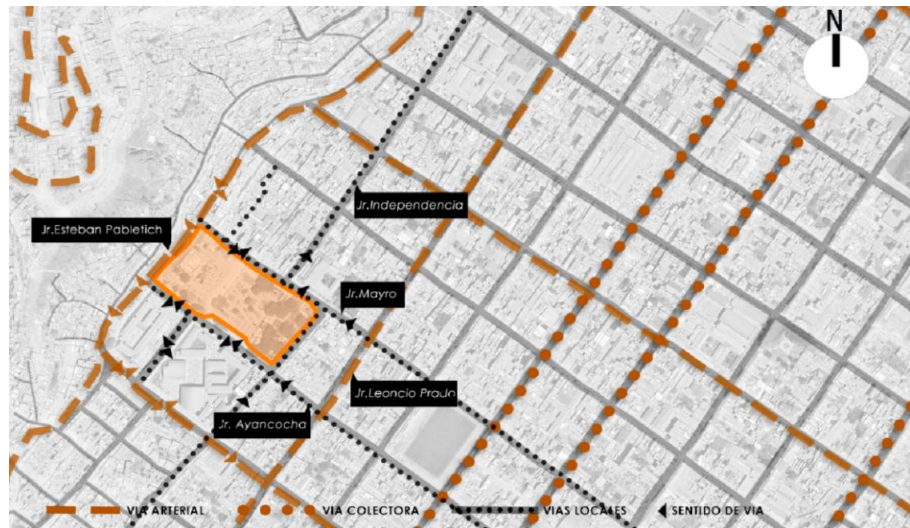 N
Jr.Independencia
Jr.Esteban Pabletich
Jr.Mayro
Jr.Leoncio Prado
Jr. Ayancocha
VIA ARTERIAL
VIA COLECTORA
VIAS LOCALES
SENTIDO DE VIA